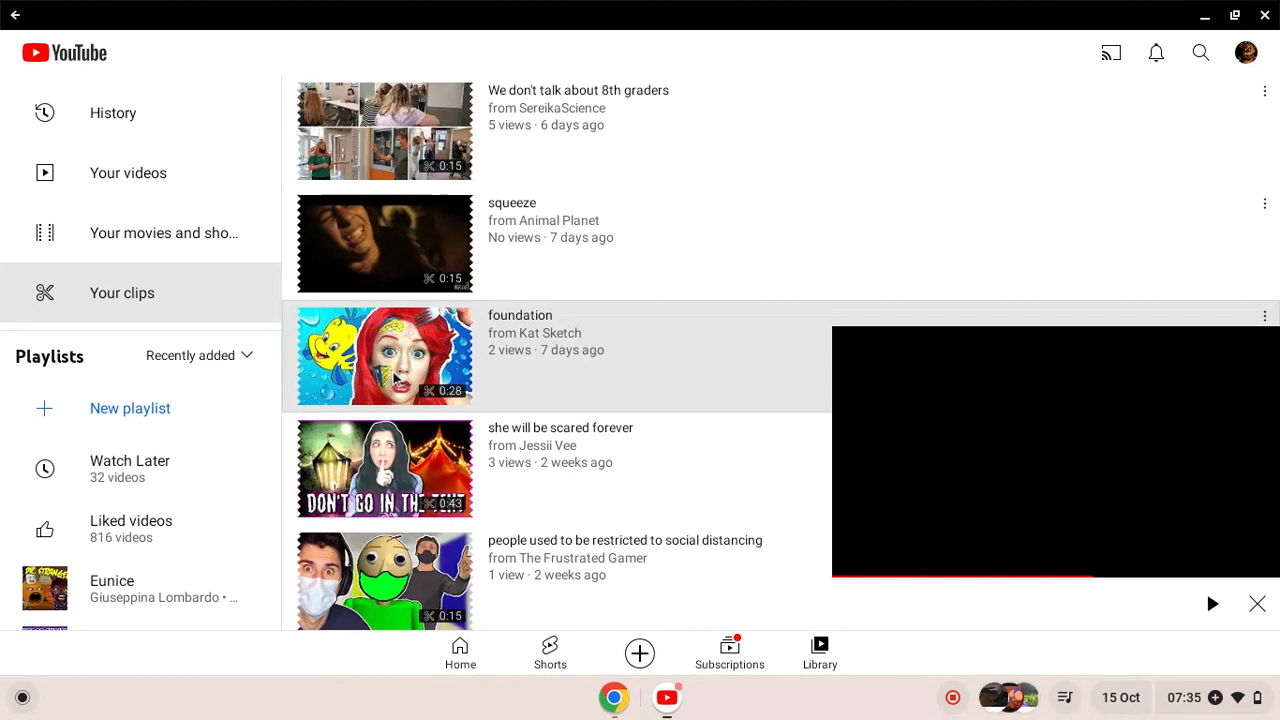 YouTube
History
Your videos
Your movies and sho...
Your clips
Playlists
Recently added
New playlist
Watch Later
32 videos
Liked videos
816 videos
Eunice
Giuseppina Lombardo • ...
We don't talk about 8th graders
from SereikaScience
5 views · 6 days ago
0:15
squeeze
from Animal Planet
No views · 7 days ago
0:15
foundation
from Kat Sketch
2 views · 7 days ago
0:28
she will be scared forever
from Jessii Vee
3 views · 2 weeks ago
DON'T GO IN THE TENT
0:43
people used to be restricted to social distancing
from The Frustrated Gamer
1 view · 2 weeks ago
0:15
Home
Shorts
Subscriptions
Library
15 Oct
07:35